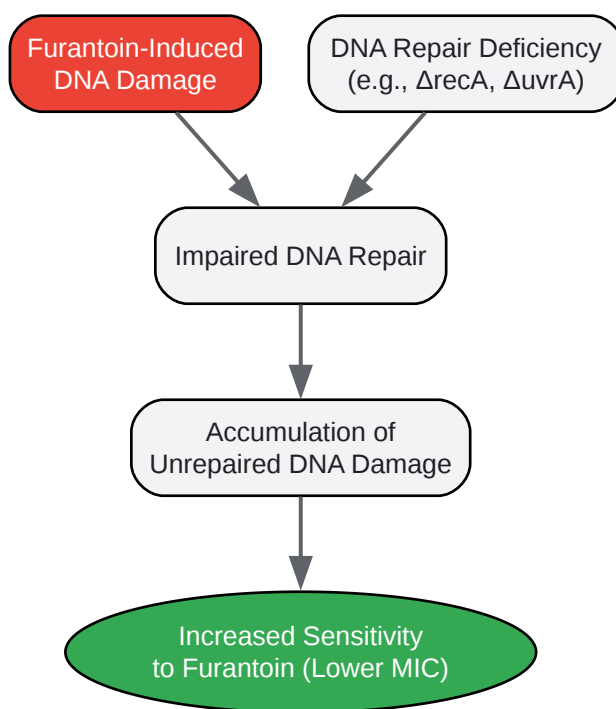 Furantoin-Induced
DNA Damage
DNA Repair Deficiency
(e.g., ΔrecA, ΔuvrA)
Impaired DNA Repair
Accumulation of
Unrepaired DNA Damage
Increased Sensitivity
to Furantoin (Lower MIC)